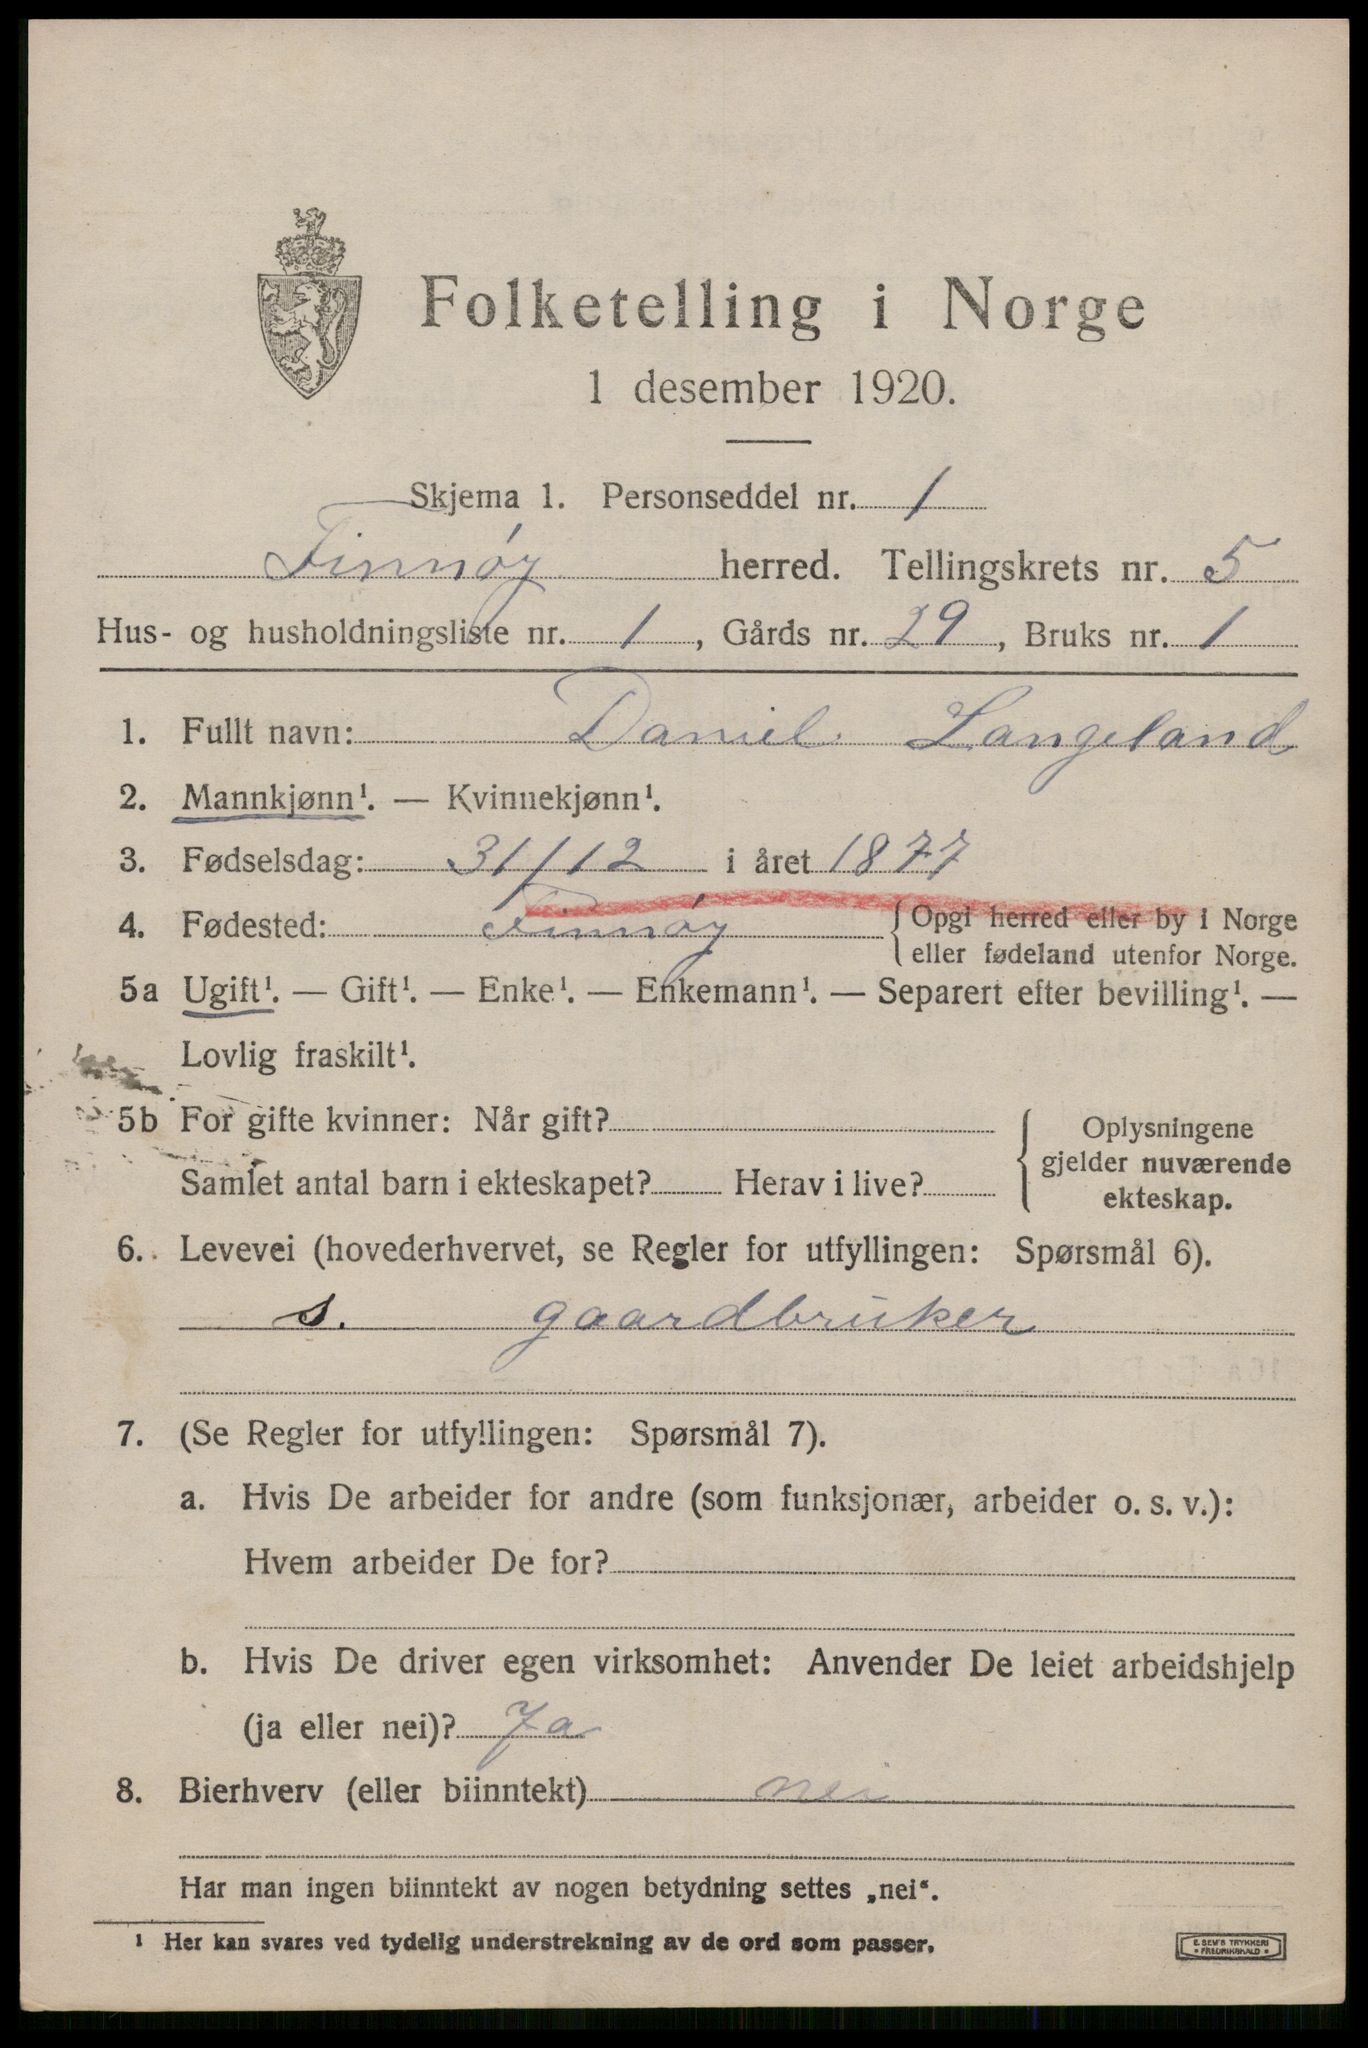 Folketelling i Norge
1 desember 1920.
Skjema 1. Personseddel nr. 1
Finnøy herred. Tellingskrets nr. 5
Hus- og husholdningsliste nr. 1, Gårds nr. 29, Bruks nr. 1
1. Fullt navn: Daniel Langeland
2. Mannkjønn¹. — Kvinnekjønn¹.
3. Fødselsdag: 31/12 i året 1877
4. Fødested: Finnøy { Opgi herred eller by i Norge
eller fødeland utenfor Norge.
5a Ugift¹. — Gift¹. — Enke¹. — Enkemann¹. — Separert efter bevilling¹. —
Lovlig fraskilt¹.
5b For gifte kvinner: Når gift?
Samlet antal barn i ekteskapet? Herav i live?
Oplysningene
gjelder nuværende
ekteskap.
6. Levevei (hovederhvervet, se Regler for utfyllingen: Spørsmål 6).
s. gaardbruker
7. (Se Regler for utfyllingen: Spørsmål 7).
a. Hvis De arbeider for andre (som funksjonær, arbeider o. s. v.):
Hvem arbeider De for?
b. Hvis De driver egen virksomhet: Anvender De leiet arbeidshjelp
(ja eller nei)? Ja
8. Bierhverv (eller biinntekt) nei
Har man ingen biinntekt av nogen betydning settes „nei“.
¹ Her kan svares ved tydelig understrekning av de ord som passer.
E. SEM'S TRYKKERI
• FREDRIKSHALD •